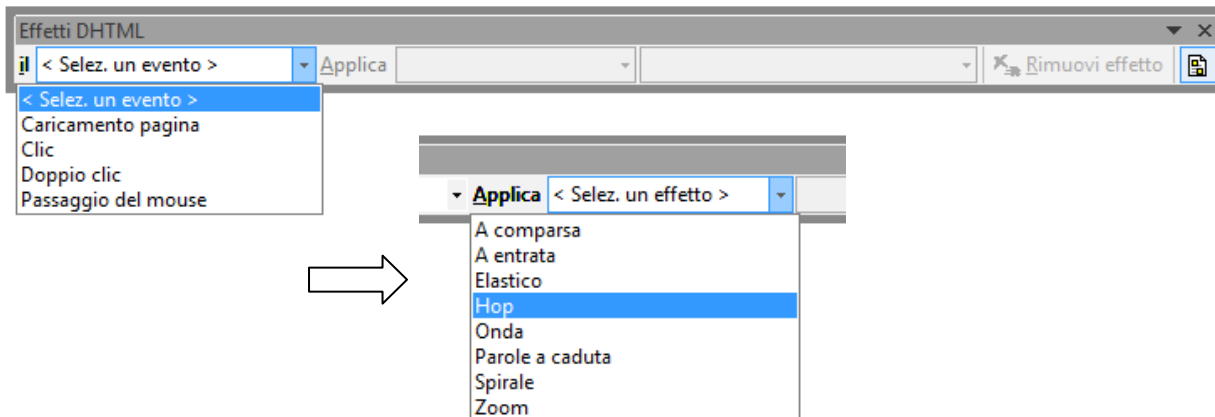 Effetti DHTML
il < Selez. un evento > Applica Rimuovi effetto
< Selez. un evento >
Caricamento pagina
Clic
Doppio clic
Passaggio del mouse
Applica < Selez. un effetto >
A comparsa
A entrata
Elastico
Hop
Onda
Parole a caduta
Spirale
Zoom